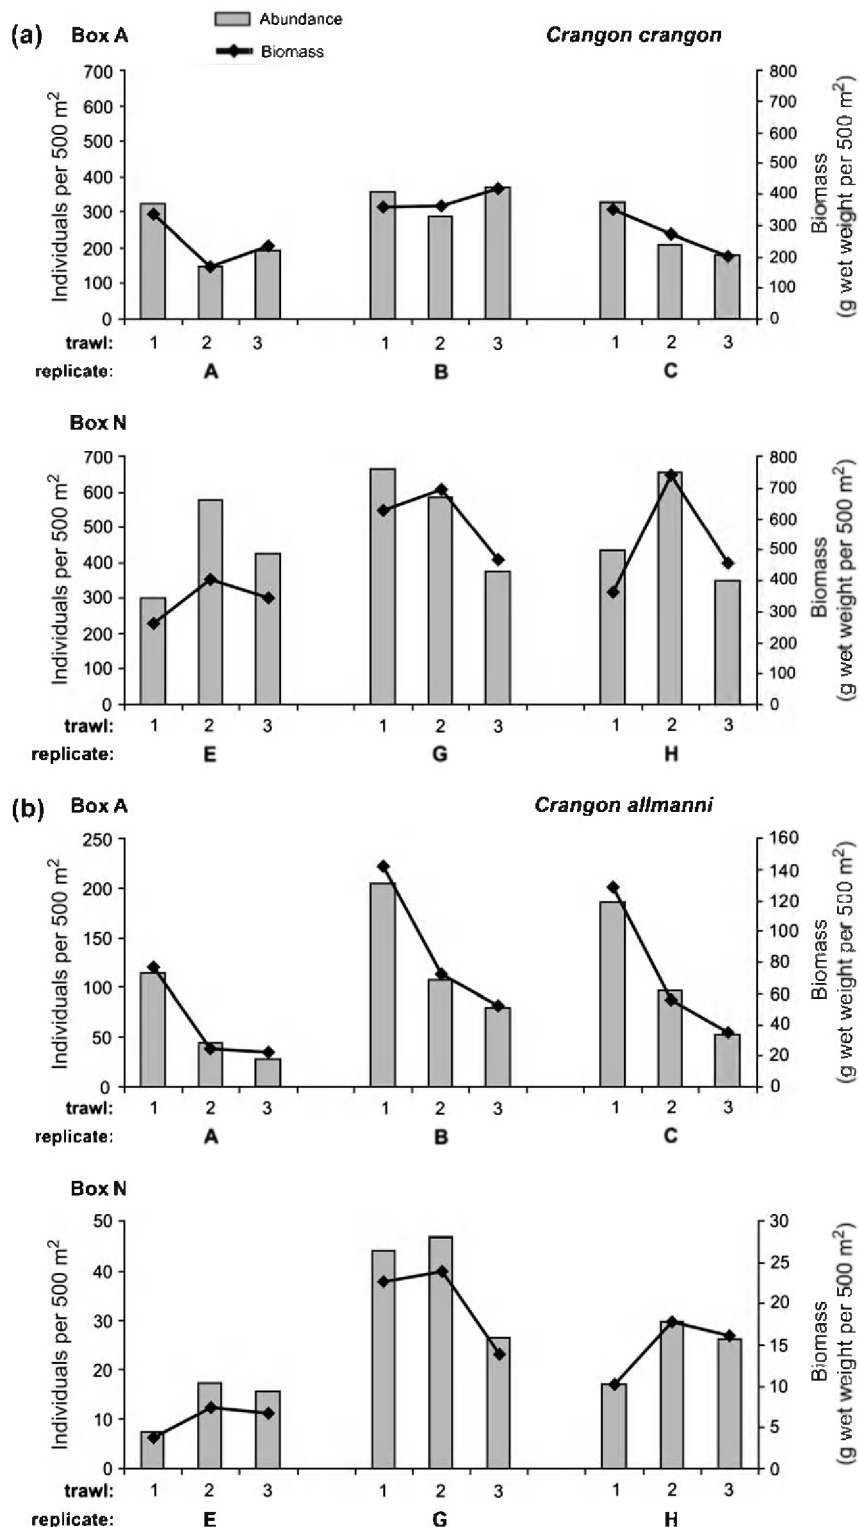 (a) Box A Abundance Crangon crangon
Biomass
Individuals per 500 m²
700
600
500
400
300
200
100
0
800
700
600
500
400
300
200
100
0
Biomass
(g wet weight per 500 m²)
trawl: 1 2 3 1 2 3 1 2 3
replicate: A B C
Box N
Individuals per 500 m²
700
600
500
400
300
200
100
0
800
700
600
500
400
300
200
100
0
Biomass
(g wet weight per 500 m²)
trawl: 1 2 3 1 2 3 1 2 3
replicate: E G H
(b) Box A Crangon allmanni
Individuals per 500 m²
250
200
150
100
50
0
160
140
120
100
80
60
40
20
0
Biomass
(g wet weight per 500 m²)
trawl: 1 2 3 1 2 3 1 2 3
replicate: A B C
Box N
Individuals per 500 m²
50
40
30
20
10
0
30
25
20
15
10
5
0
Biomass
(g wet weight per 500 m²)
trawl: 1 2 3 1 2 3 1 2 3
replicate: E G H